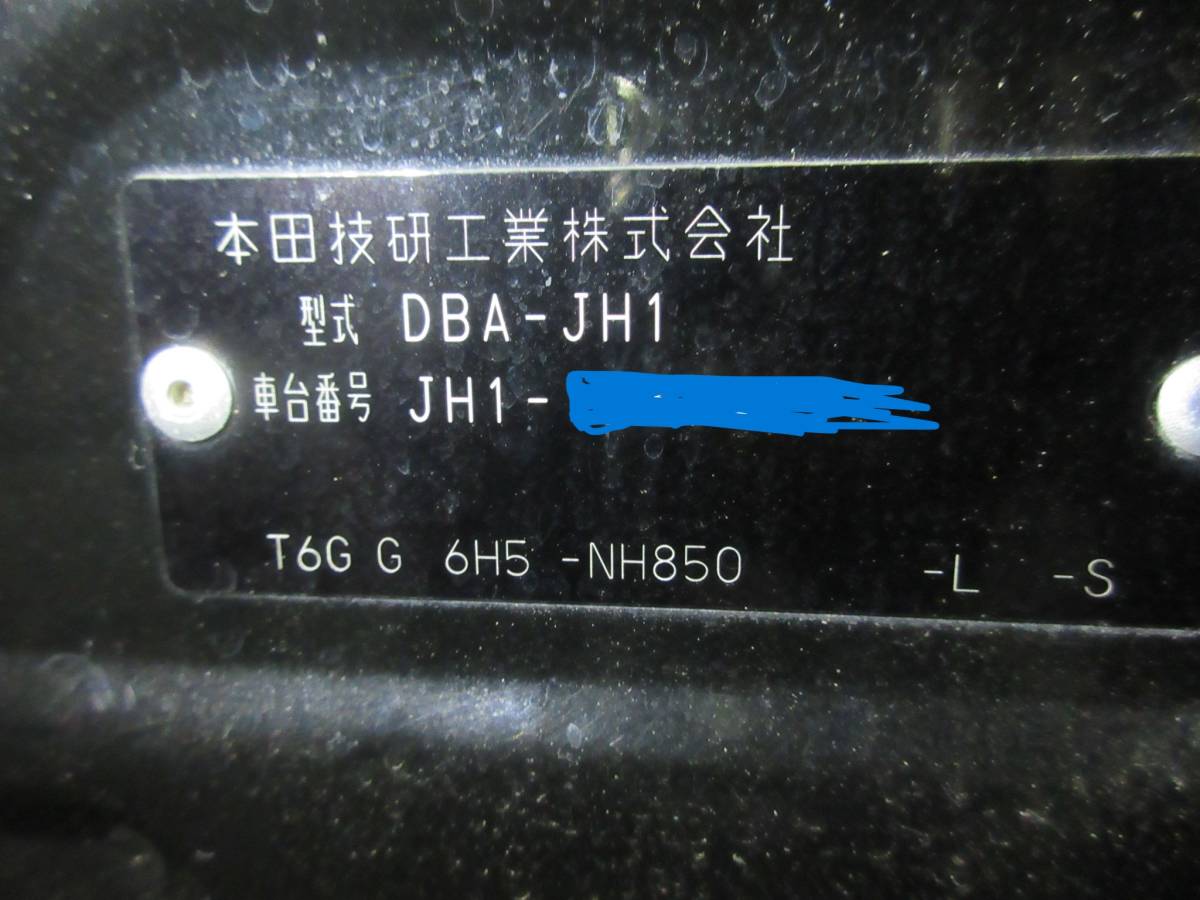 本田技研工業株式会社
型式 DBA-JH1
車台番号 JH1-
T6G G 6H5 -NH850 -L -S